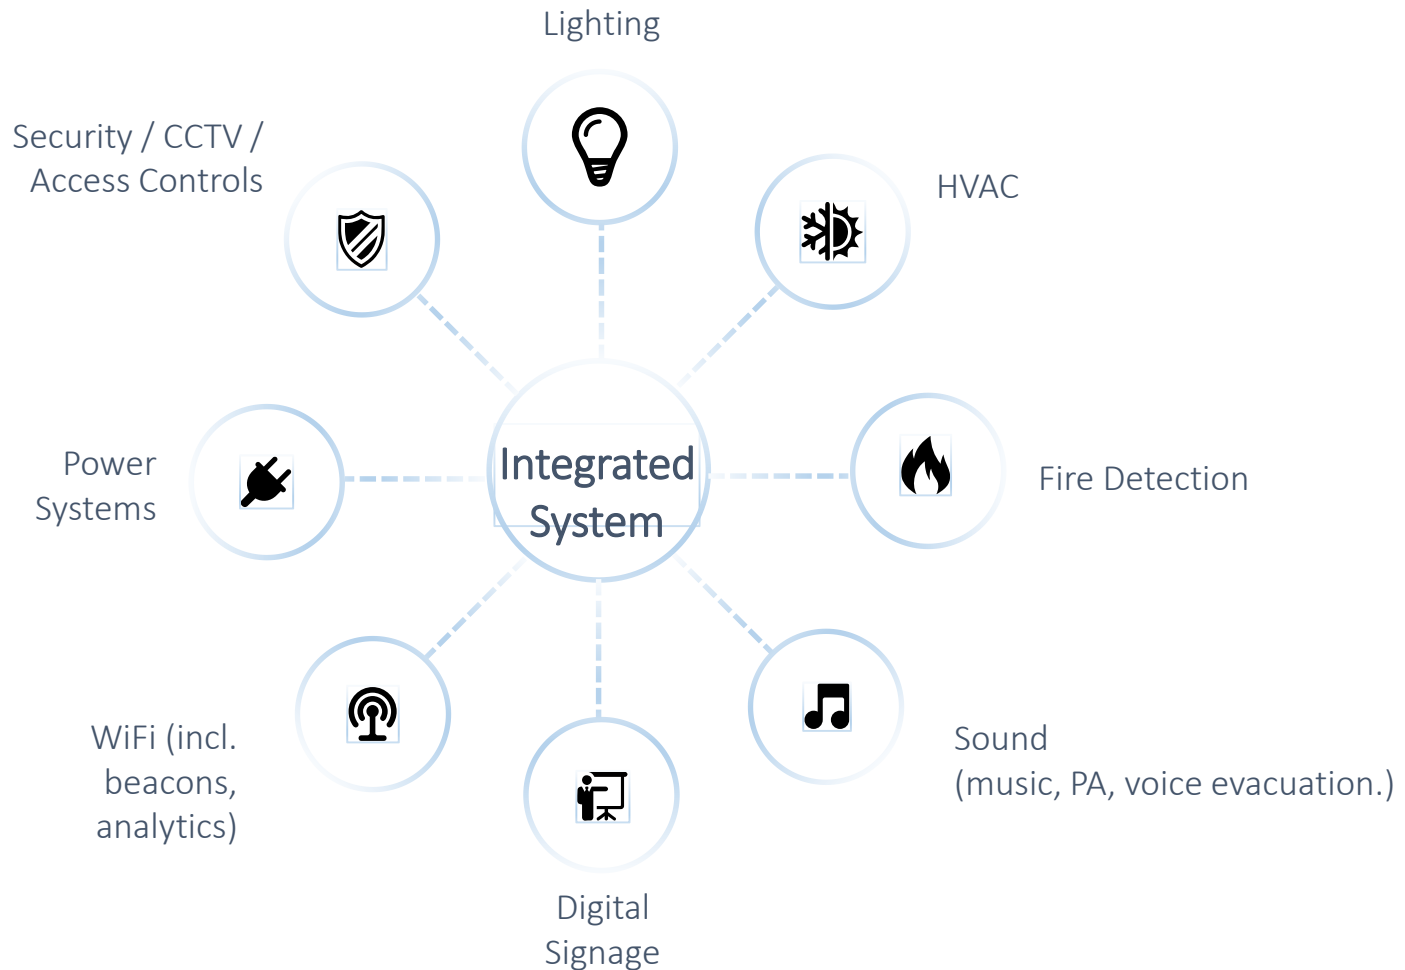 Lighting
Security / CCTV /
Access Controls
HVAC
Integrated
System
Power
Systems
Fire Detection
WiFi (incl.
beacons,
analytics)
Sound
(music, PA, voice evacuation.)
Digital
Signage